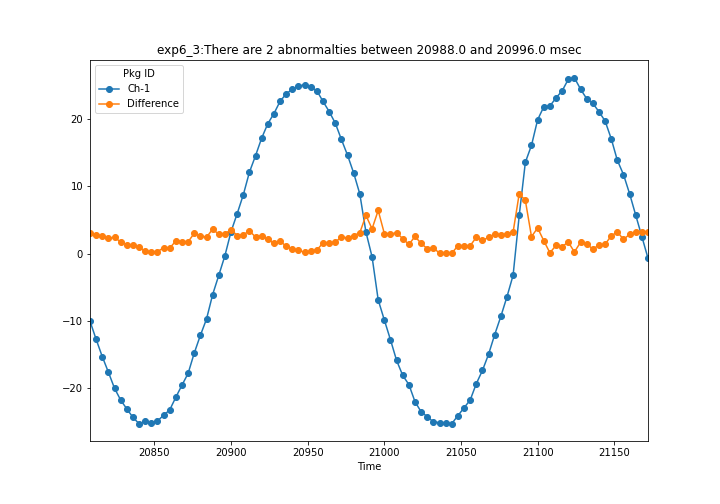 exp6_3:There are 2 abnormalties between 20988.0 and 20996.0 msec
Pkg ID
Ch-1
Difference
20
10
0
−10
−20
20850 20900 20950 21000 21050 21100 21150
Time